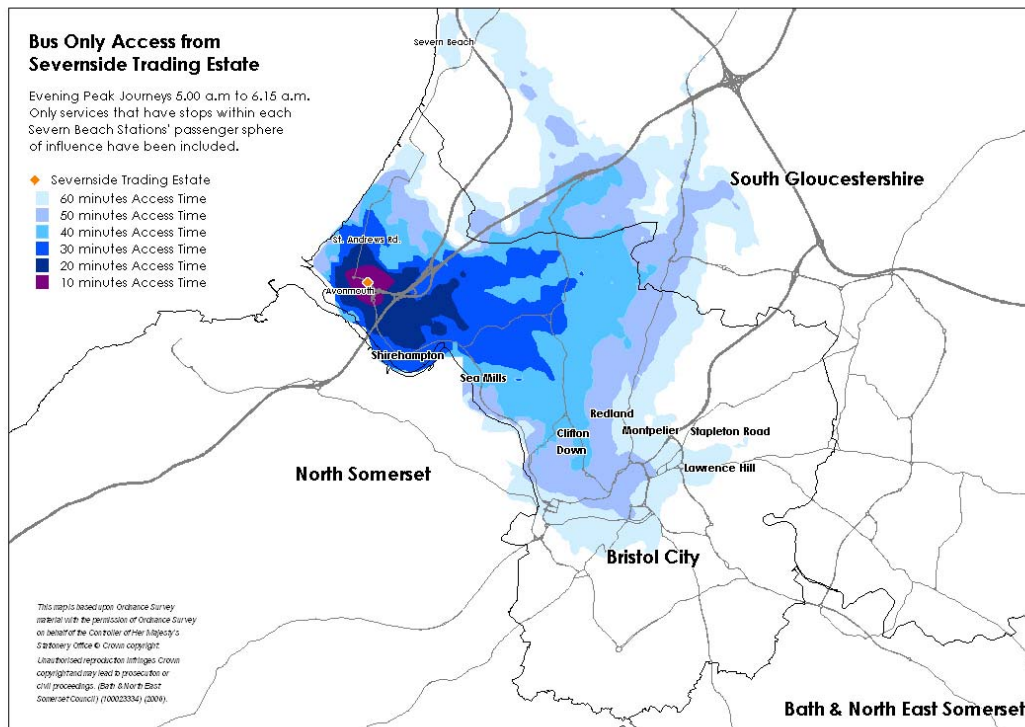 Bus Only Access from
Severnside Trading Estate
Evening Peak Journeys 5.00 a.m to 6.15 a.m.
Only services that have stops within each
Severn Beach Stations' passenger sphere
of influence have been included.
Severnside Trading Estate
60 minutes Access Time
50 minutes Access Time
40 minutes Access Time
30 minutes Access Time
20 minutes Access Time
10 minutes Access Time
Severn Beach
South Gloucestershire
St. Andrews Rd.
Avonmouth
Shirehampton
Sea Mills
Redland
Clifton
Down
Montpelier
Stapleton Road
Lawrence Hill
North Somerset
Bristol City
Bath & North East Somerset
This map is based upon Ordnance Survey
material with the permission of Ordnance Survey
on behalf of the Controller of Her Majesty's
Stationery Office © Crown copyright.
Unauthorised reproduction infringes Crown
copyright and may lead to prosecution or
civil proceedings. (Bath & North East
Somerset Council) (100023334) (2006).